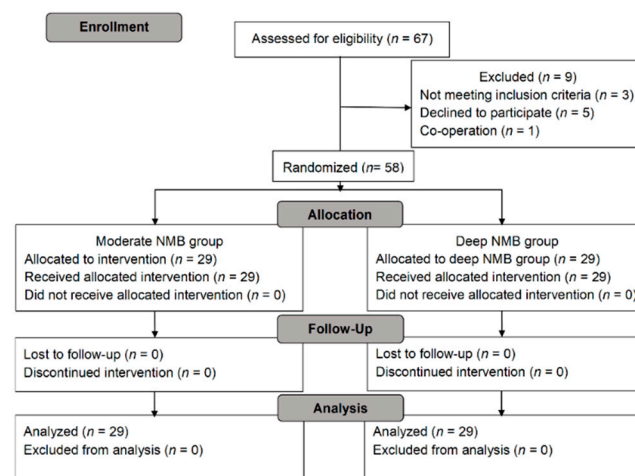 Enrollment
Assessed for eligibility (n = 67)
Excluded (n = 9)
Not meeting inclusion criteria (n = 3)
Declined to participate (n = 5)
Co-operation (n = 1)
Randomized (n= 58)
Allocation
Moderate NMB group
Allocated to intervention (n = 29)
Received allocated intervention (n = 29)
Did not receive allocated intervention (n = 0)
Deep NMB group
Allocated to deep NMB group (n = 29)
Received allocated intervention (n = 29)
Did not receive allocated intervention (n = 0)
Follow-Up
Lost to follow-up (n = 0)
Discontinued intervention (n = 0)
Lost to follow-up (n = 0)
Discontinued intervention (n = 0)
Analysis
Analyzed (n = 29)
Excluded from analysis (n = 0)
Analyzed (n = 29)
Excluded from analysis (n = 0)